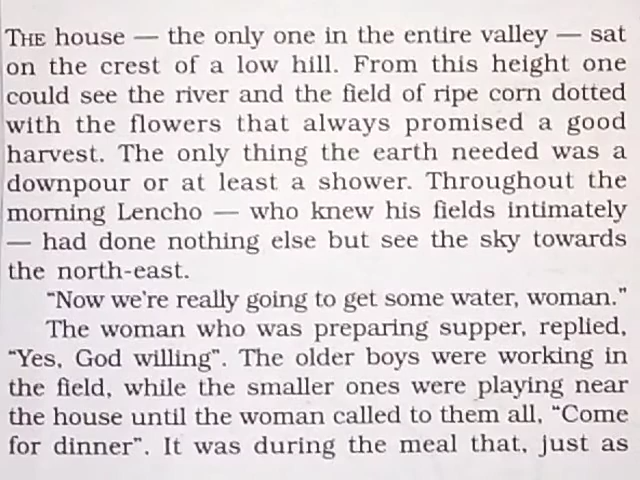 THE house — the only one in the entire valley — sat
on the crest of a low hill. From this height one
could see the river and the field of ripe corn dotted
with the flowers that always promised a good
harvest. The only thing the earth needed was a
downpour or at least a shower. Throughout the
morning Lencho — who knew his fields intimately
— had done nothing else but see the sky towards
the north-east.
“Now we're really going to get some water, woman.”
The woman who was preparing supper, replied,
“Yes, God willing”. The older boys were working in
the field, while the smaller ones were playing near
the house until the woman called to them all, “Come
for dinner”. It was during the meal that, just as